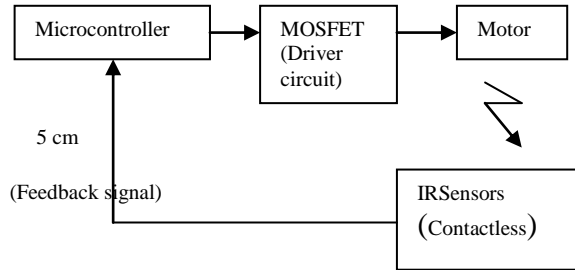 Microcontroller
MOSFET
(Driver
circuit)
Motor
5 cm
(Feedback signal)
IRSensors
(Contactless)